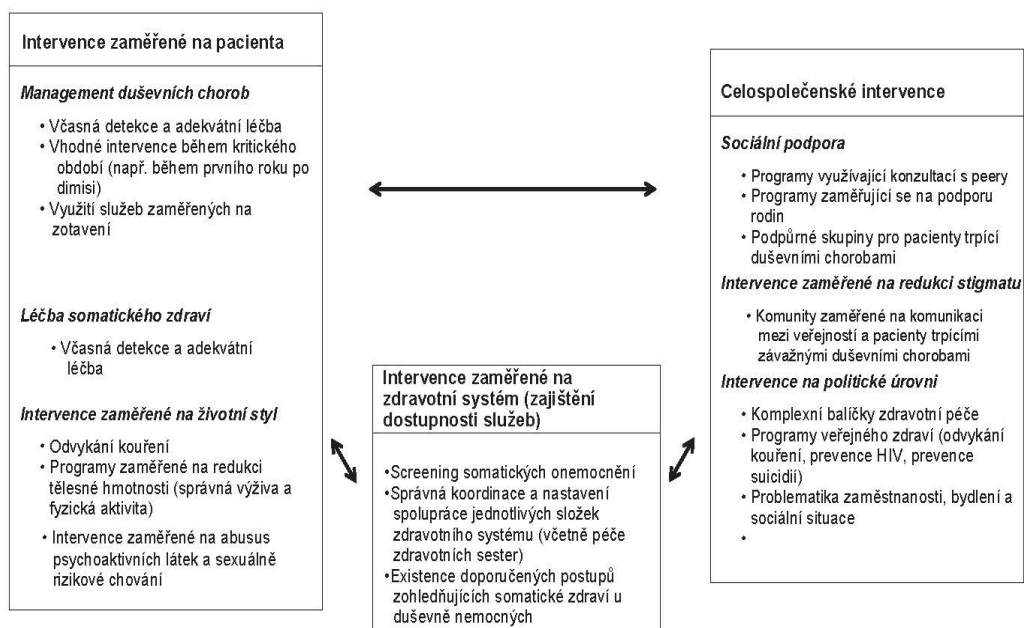 Intervence zaměřené na pacienta
Management duševních chorob
• Včasná detekce a adekvátní léčba
• Vhodné intervence během kritického
období (např. během prvního roku po
dimisi)
• Využití služeb zaměřených na
zotavení
Léčba somatického zdraví
• Včasná detekce a adekvátní
léčba
Intervence zaměřené na životní styl
• Odvykání kouření
• Programy zaměřené na redukci
tělesné hmotnosti (správná výživa a
fyzická aktivita)
• Intervence zaměřené na abusus
psychoaktivních látek a sexuálně
rizikové chování
Intervence zaměřené na
zdravotní systém (zajištění
dostupnosti služeb)
•Screening somatických onemocnění
•Správná koordinace a nastavení
spolupráce jednotlivých složek
zdravotního systému (včetně péče
zdravotních sester)
•Existence doporučených postupů
zohledňujících somatické zdraví u
duševně nemocných
Celospolečenské intervence
Sociální podpora
• Programy využívající konzultací s peery
• Programy zaměřující se na podporu
rodin
• Podpůrné skupiny pro pacienty trpící
duševními chorobami
Intervence zaměřené na redukci stigmatu
• Komunity zaměřené na komunikaci
mezi veřejností a pacienty trpícími
závažnými duševními chorobami
Intervence na politické úrovni
• Komplexní balíčky zdravotní péče
• Programy veřejného zdraví (odvykání
kouření, prevence HIV, prevence
suicidií)
• Problematika zaměstnanosti, bydlení a
sociální situace
•